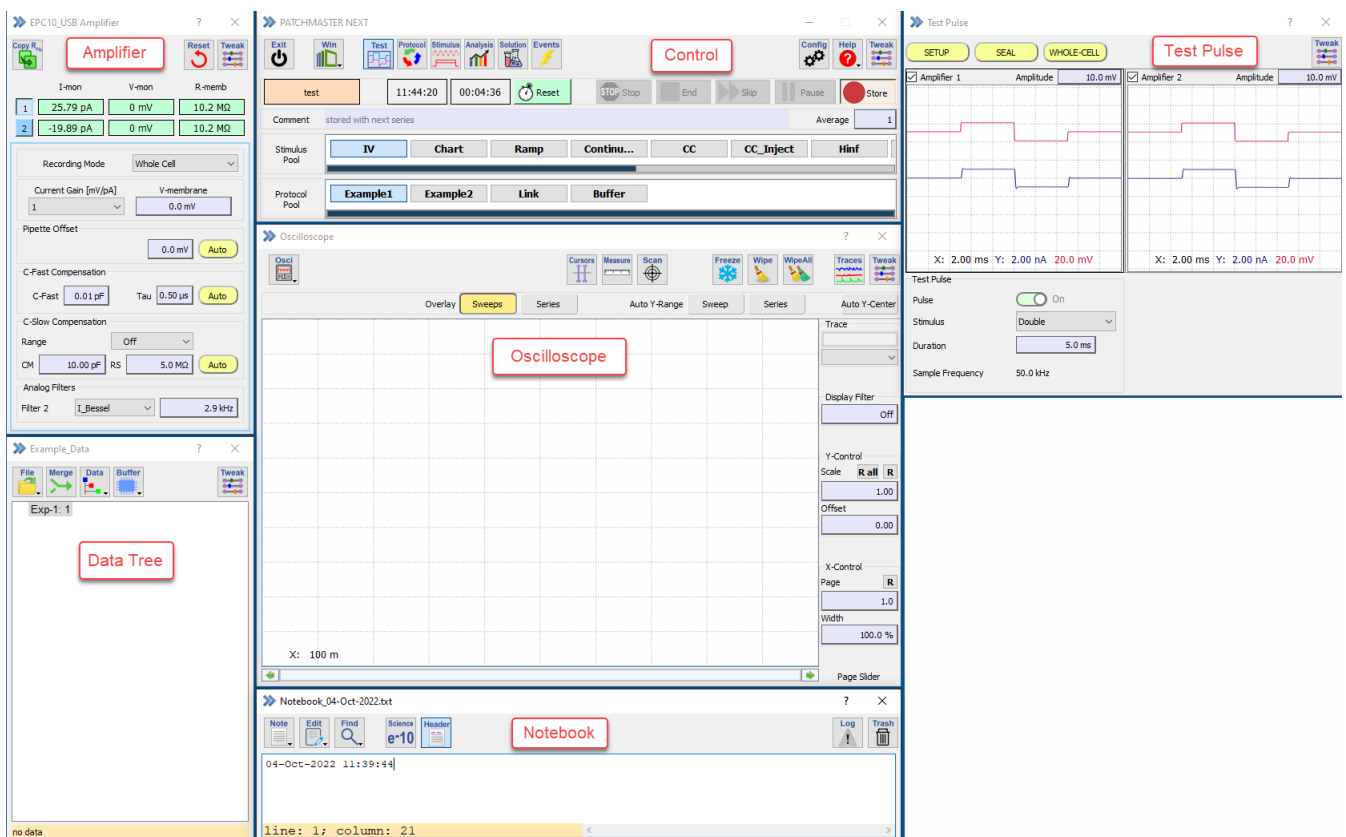 EPC10_USB Amplifier ? ×
Copy R
Amplifier
Reset Tweak
I-mon V-mon R-memb
1 25.79 pA 0 mV 10.2 MΩ
2 -19.89 pA 0 mV 10.2 MΩ
Recording Mode Whole Cell
Current Gain [mV/pA] V-membrane
1 0.0 mV
Pipette Offset
0.0 mV Auto
C-Fast Compensation
C-Fast 0.01 pF Tau 0.50 µs Auto
C-Slow Compensation
Range Off
CM 10.00 pF RS 5.0 MΩ Auto
Analog Filters
Filter 2 I_Bessel 2.9 kHz
Example_Data ? ×
File Merge Data Buffer Tweak
Exp-1: 1
Data Tree
no data
PATCHMASTER NEXT
Exit Win Test Protocol Stimulus Analysis Solution Events
Control
Config Help Tweak
test 11:44:20 00:04:36 Reset STOP Stop End Skip Pause Store
Comment stored with next series Average 1
Stimulus Pool IV Chart Ramp Continu... CC CC_Inject Hinf
Protocol Pool Example1 Example2 Link Buffer
Oscilloscope ? ×
Osci Cursors Measure Scan Freeze Wipe WipeAll Traces Tweak
Overlay Sweeps Series Auto Y-Range Sweep Series Auto Y-Center
Oscilloscope
Trace
Display Filter
Off
Y-Control
Scale R all R
1.00
Offset
0.00
X-Control
Page R
1.0
Width
100.0 %
X: 100 m
Page Slider
Notebook_04-Oct-2022.txt ? ×
Note Edit Find Science e-10 Header
Notebook
Log Trash
04-Oct-2022 11:39:44
line: 1; column: 21
Test Pulse ? ×
SETUP SEAL WHOLE-CELL
Test Pulse
Tweak
Amplifier 1 Amplitude 10.0 mV Amplifier 2 Amplitude 10.0 mV
X: 2.00 ms Y: 2.00 nA 20.0 mV X: 2.00 ms Y: 2.00 nA 20.0 mV
Test Pulse
Pulse On
Stimulus Double
Duration 5.0 ms
Sample Frequency 50.0 kHz